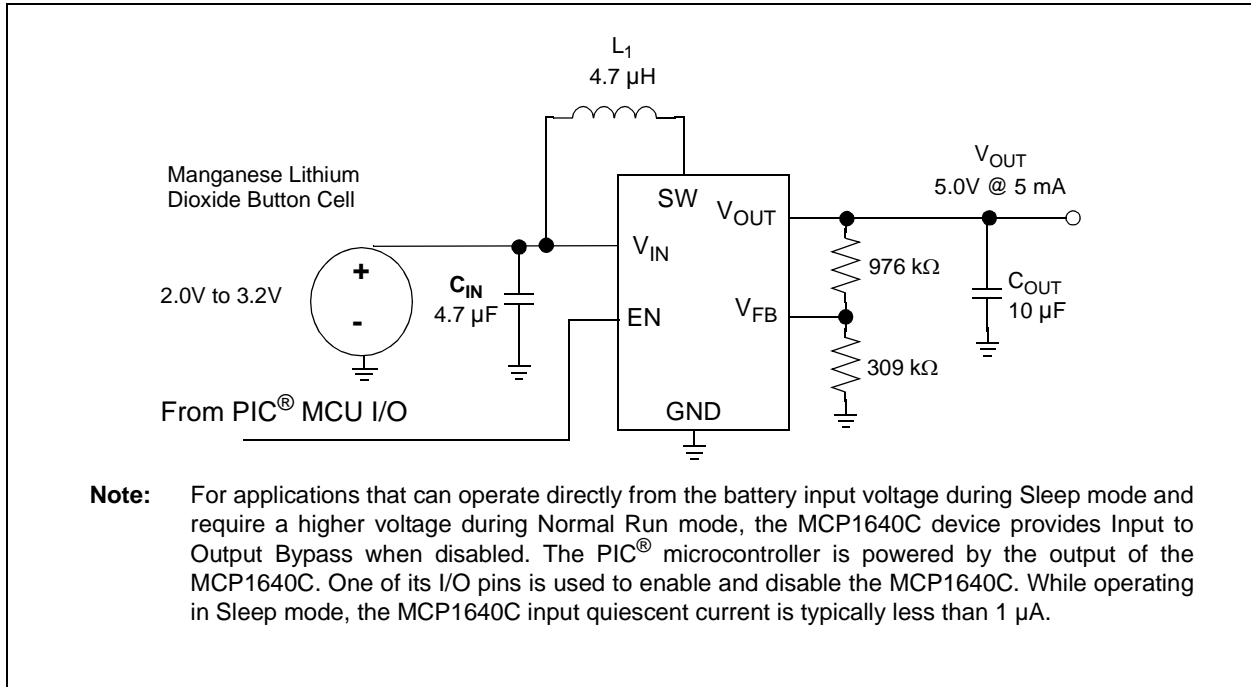 L1
4.7 µH
Manganese Lithium
Dioxide Button Cell
2.0V to 3.2V
+
-
CIN
4.7 µF
SW
VIN
EN
GND
VOUT
VFB
976 kΩ
309 kΩ
VOUT
5.0V @ 5 mA
COUT
10 µF
From PIC® MCU I/O
Note: For applications that can operate directly from the battery input voltage during Sleep mode and
require a higher voltage during Normal Run mode, the MCP1640C device provides Input to
Output Bypass when disabled. The PIC® microcontroller is powered by the output of the
MCP1640C. One of its I/O pins is used to enable and disable the MCP1640C. While operating
in Sleep mode, the MCP1640C input quiescent current is typically less than 1 µA.